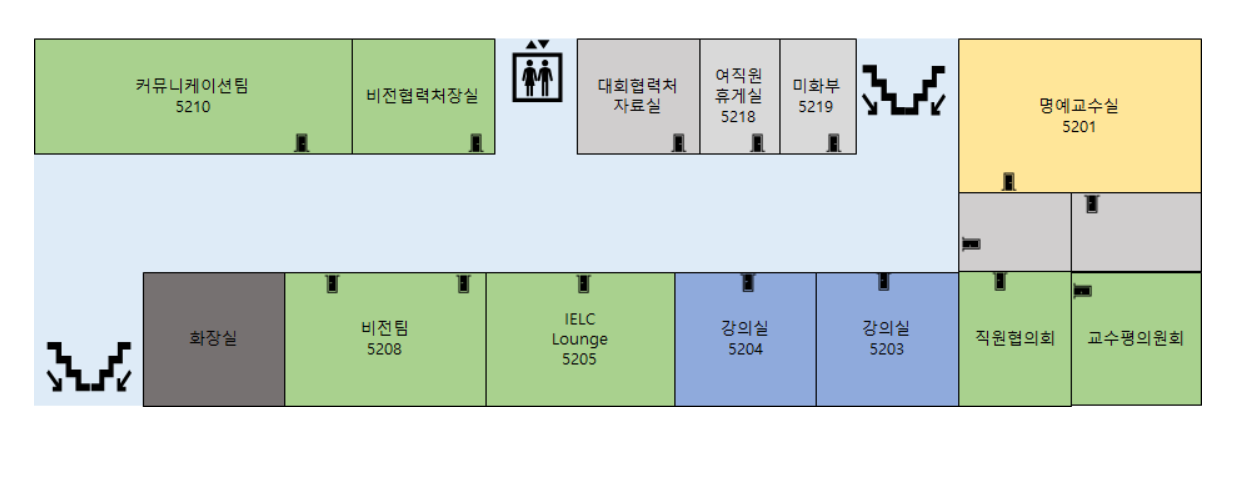 커뮤니케이션팀
5210
비전협력처장실
대회협력처
자료실
여직원
휴게실
5218
미화부
5219
명예교수실
5201
화장실
비전팀
5208
IELC
Lounge
5205
강의실
5204
강의실
5203
직원협의회
교수평의원회